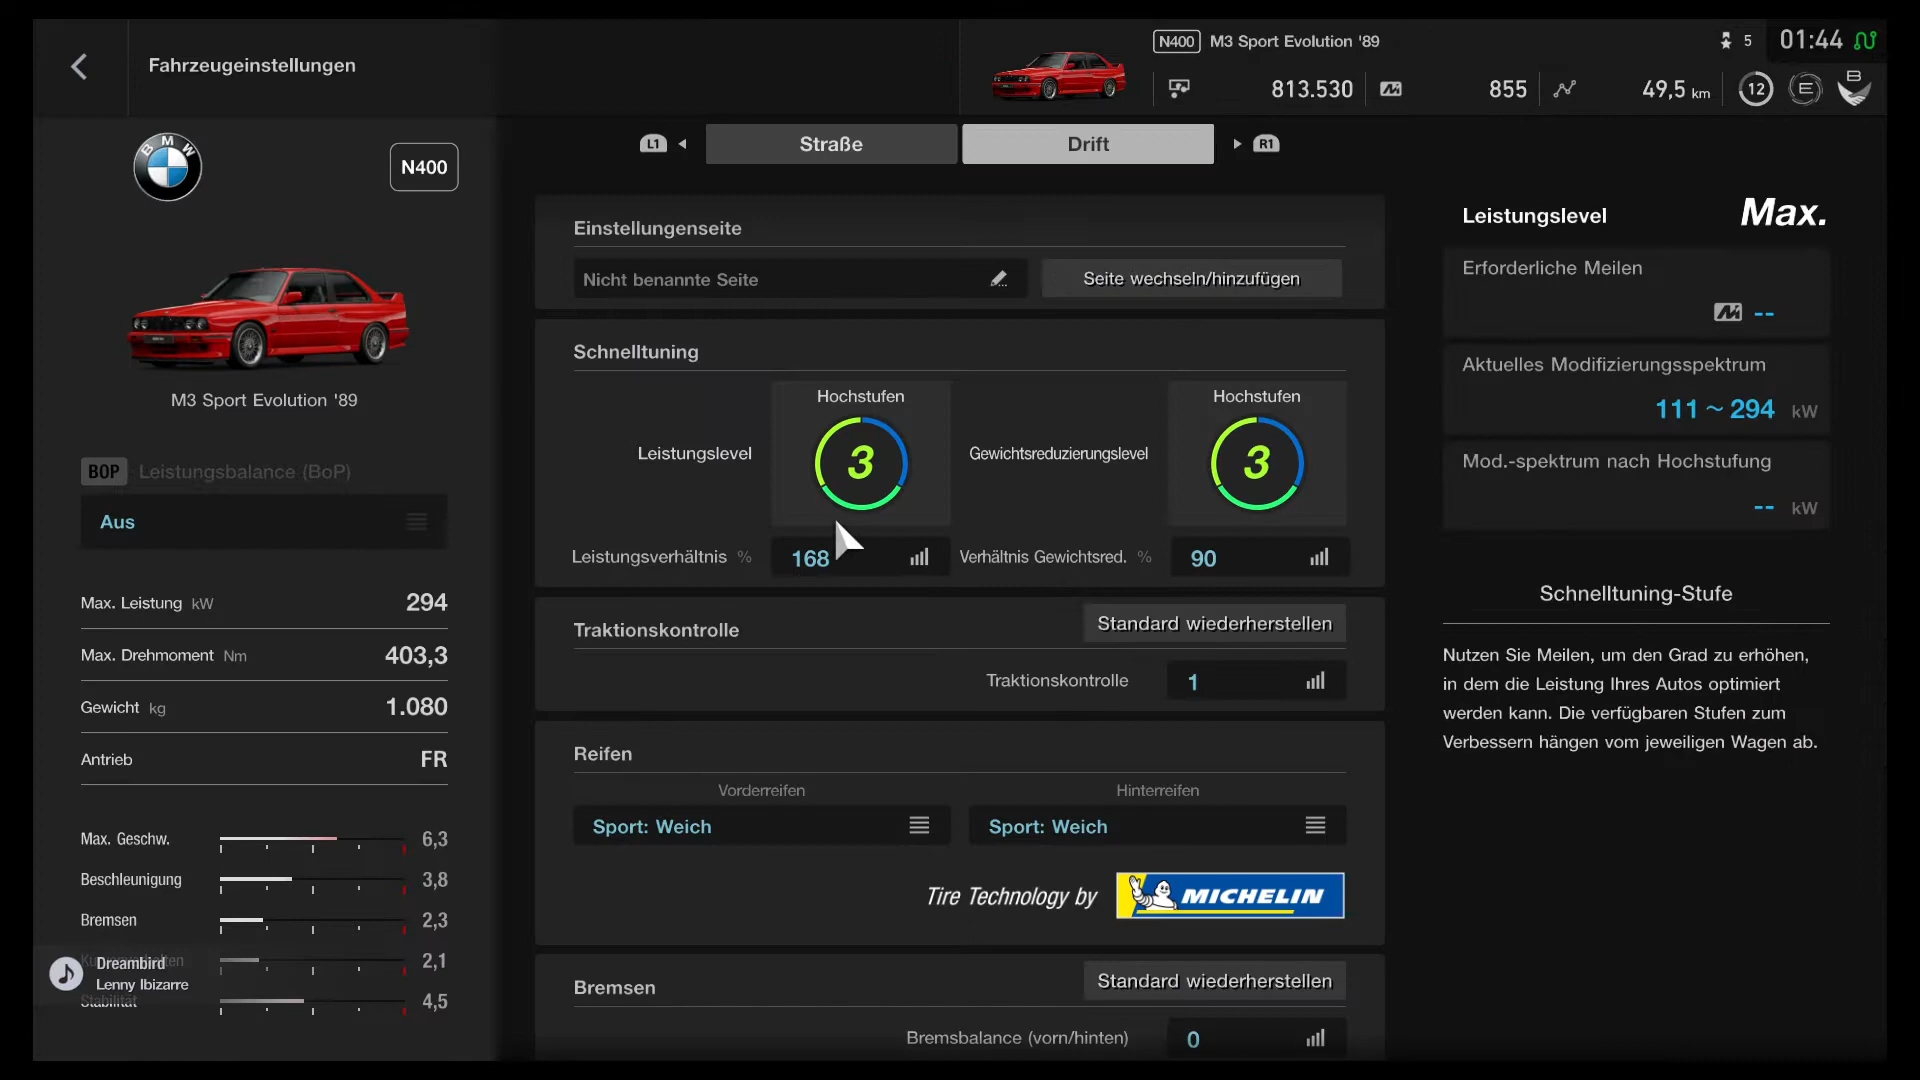 Fahrzeugeinstellungen
N400 M3 Sport Evolution '89
5
01:44
813.530
855
49,5 km
12
E
B
BMW
N400
M3 Sport Evolution '89
BOP Leistungsbalance (BoP)
Aus
Max. Leistung kW 294
Max. Drehmoment Nm 403,3
Gewicht kg 1.080
Antrieb FR
Max. Geschw. 6,3
Beschleunigung 3,8
Bremsen 2,3
2,1
Stabilität 4,5
Dreambird
Lenny Ibizarre
L1 Straße Drift R1
Einstellungenseite
Nicht benannte Seite
Seite wechseln/hinzufügen
Schnelltuning
Hochstufen Hochstufen
Leistungslevel 3 Gewichtsreduzierungslevel 3
Leistungsverhältnis % 168 Verhältnis Gewichtsred. % 90
Traktionskontrolle Standard wiederherstellen
Traktionskontrolle 1
Reifen
Vorderreifen Hinterreifen
Sport: Weich Sport: Weich
Tire Technology by MICHELIN
Bremsen Standard wiederherstellen
Bremsbalance (vorn/hinten) 0
Leistungslevel Max.
Erforderliche Meilen
--
Aktuelles Modifizierungsspektrum
111 ~ 294 kW
Mod.-spektrum nach Hochstufung
-- kW
Schnelltuning-Stufe
Nutzen Sie Meilen, um den Grad zu erhöhen,
in dem die Leistung Ihres Autos optimiert
werden kann. Die verfügbaren Stufen zum
Verbessern hängen vom jeweiligen Wagen ab.